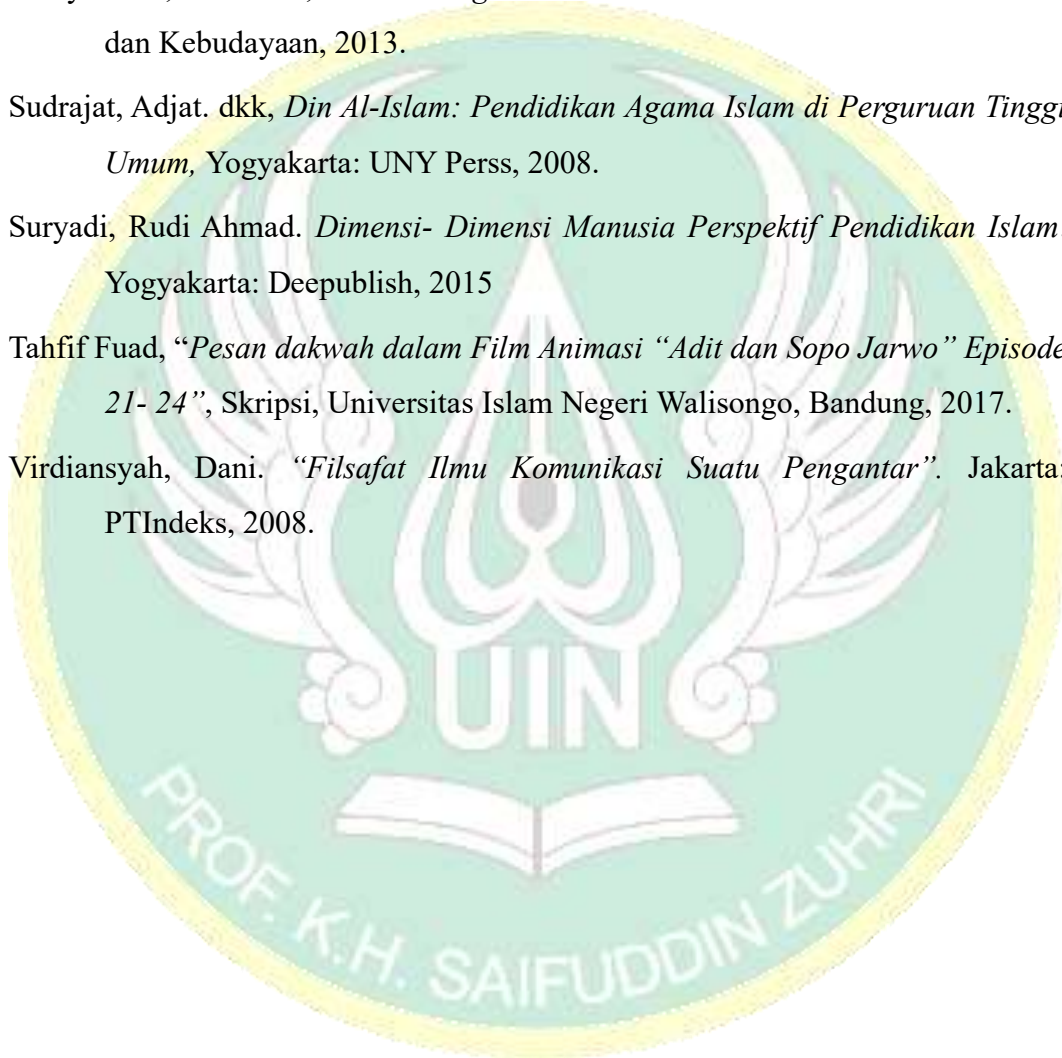 dan Kebudayaan, 2013.
Sudrajat, Adjat. dkk, Din Al-Islam: Pendidikan Agama Islam di Perguruan Tinggi
Umum, Yogyakarta: UNY Perss, 2008.
Suryadi, Rudi Ahmad. Dimensi- Dimensi Manusia Perspektif Pendidikan Islam.
Yogyakarta: Deepublish, 2015
Tahfif Fuad, “Pesan dakwah dalam Film Animasi “Adit dan Sopo Jarwo” Episode
21- 24”, Skripsi, Universitas Islam Negeri Walisongo, Bandung, 2017.
Virdiansyah, Dani. “Filsafat Ilmu Komunikasi Suatu Pengantar”. Jakarta:
PTIndeks, 2008.
UIN
PROF. K.H. SAIFUDDIN ZUHRI